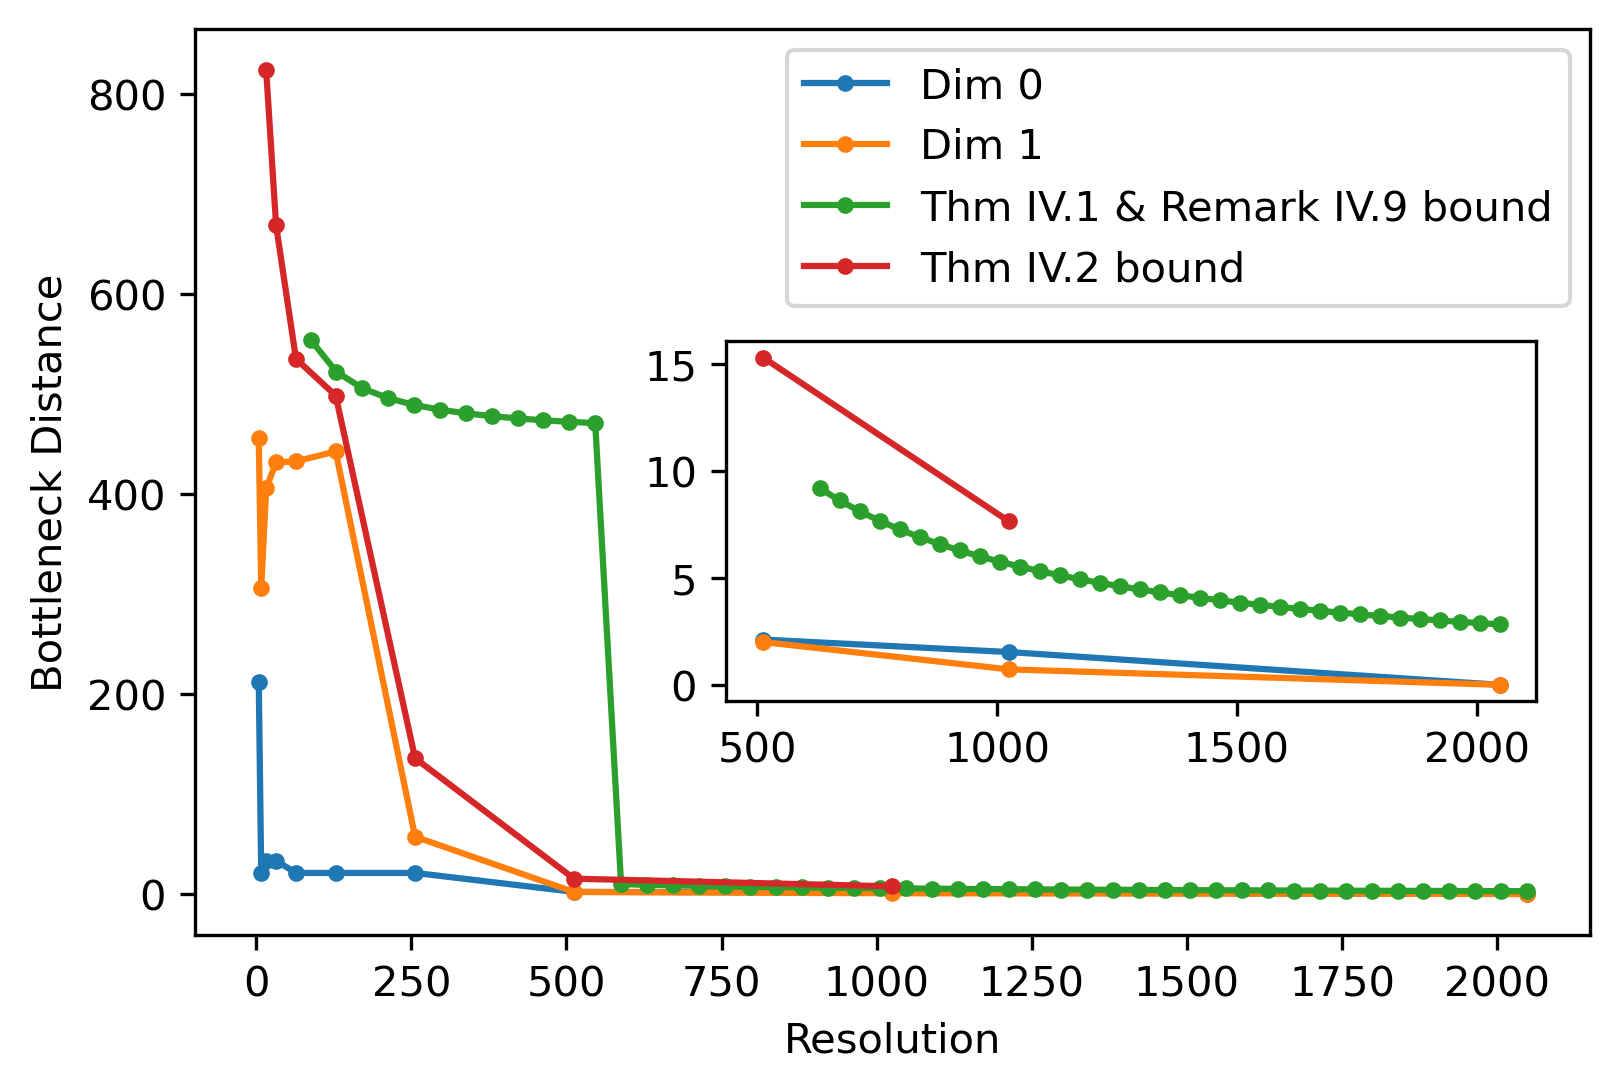 Dim 0
Dim 1
Thm IV.1 & Remark IV.9 bound
Thm IV.2 bound
800
600
400
200
0
Bottleneck Distance
15
10
5
0
500 1000 1500 2000
0 250 500 750 1000 1250 1500 1750 2000
Resolution